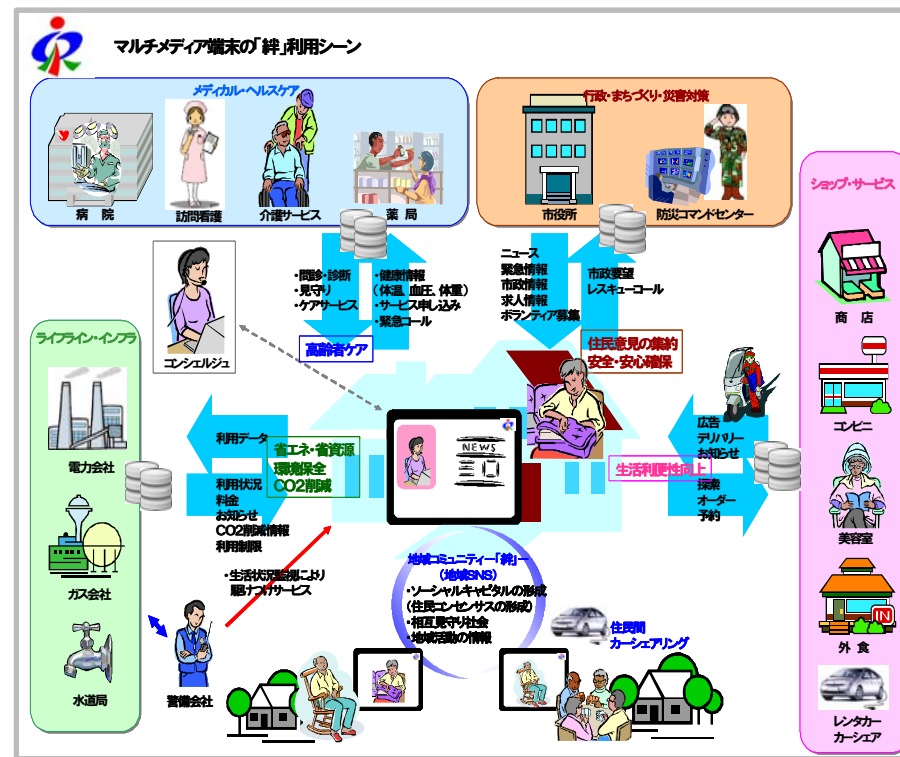 マルチメディア端末の「絆」利用シーン
メディカル・ヘルスケア
病 院
訪問看護
介護サービス
薬 局
行政・まちづくり・災害対策
市役所
防災コマンドセンター
ショップ・サービス
商 店
コンビニ
美容室
外 食
レンタカー
カーシェア
コンシェルジュ
・問診・診断
・見守り
・ケアサービス
・健康情報
（体温、血圧、体重）
・サービス申し込み
・緊急コール
高齢者ケア
ニュース
緊急情報
市政情報
求人情報
ボランティア募集
市政要望
レスキューコール
住民意見の集約
安全・安心確保
ライフライン・インフラ
電力会社
ガス会社
水道局
利用データ
利用状況
料金
お知らせ
CO2削減情報
利用制限
省エネ・省資源
環境保全
CO2削減
NEWS
広告
デリバリー
お知らせ
探索
オーダー
予約
生活利便性向上
・生活状況監視により
駆けつけサービス
警備会社
地域コミュニティー「絆」ー
（地域SNS）
・ソーシャルキャピタルの形成
（住民コンセンサスの形成）
・相互見守り社会
・地域活動の情報
住民間
カーシェアリング
IN